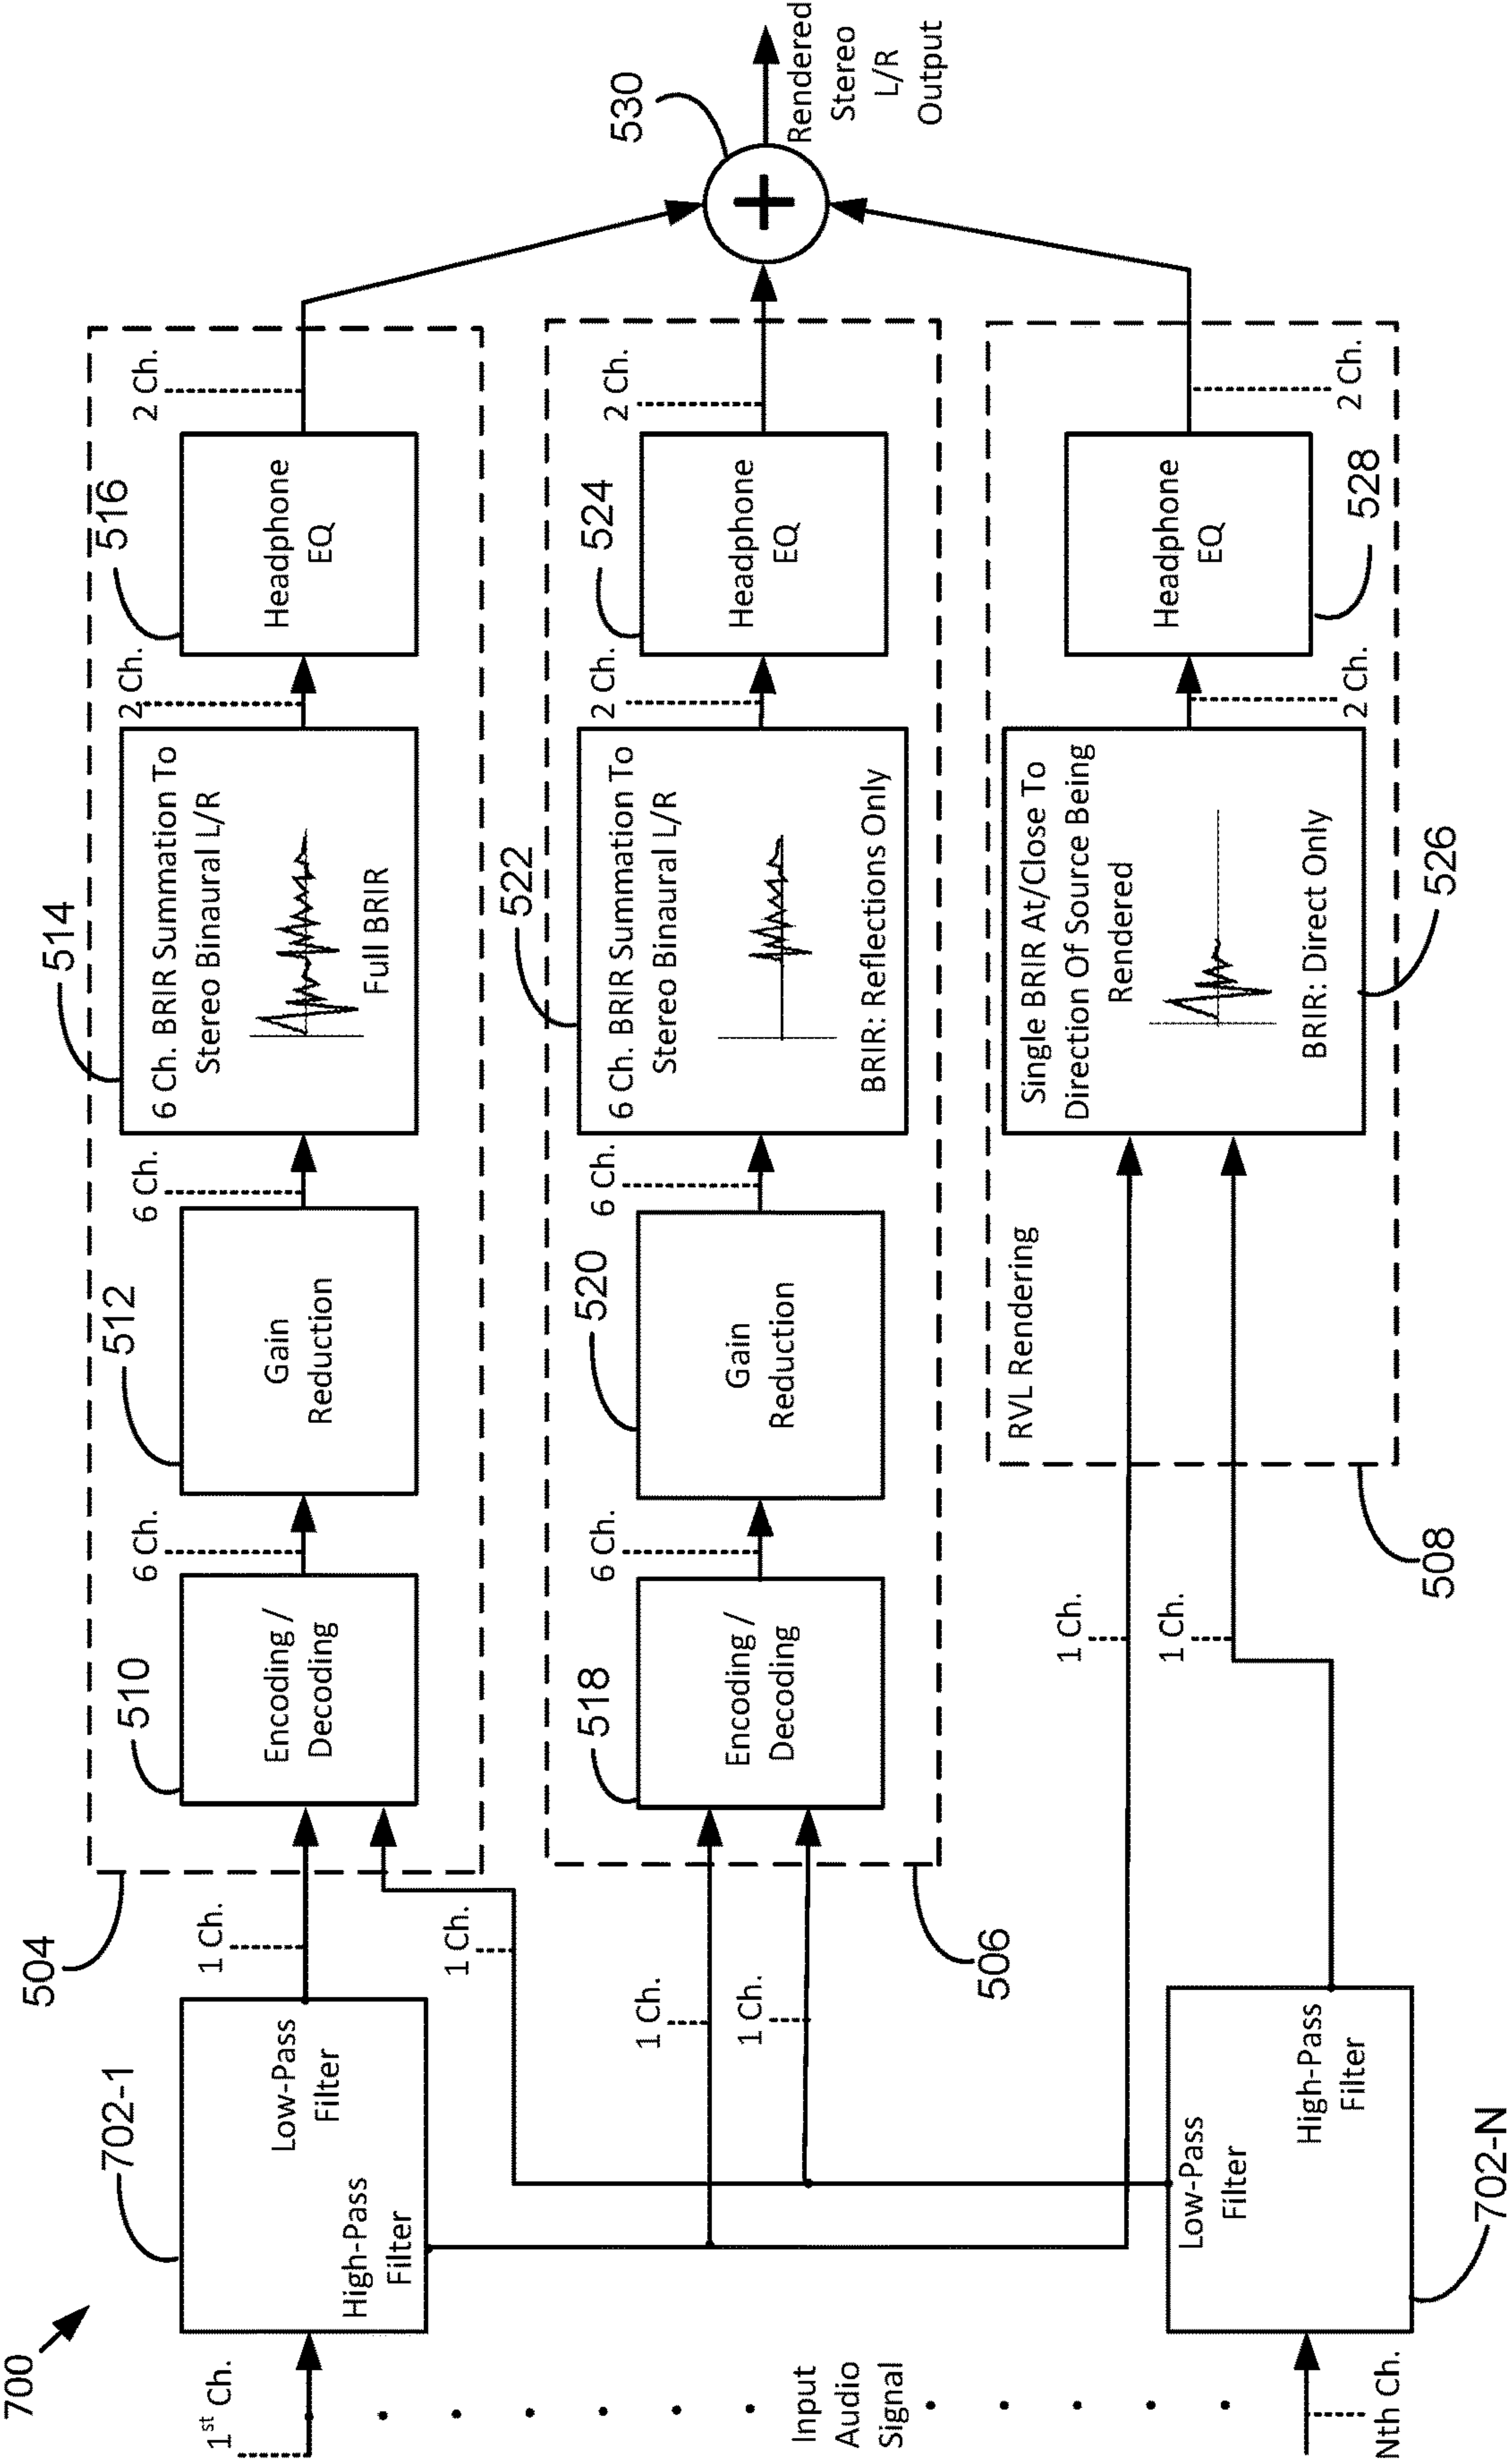 700
1st Ch.
702-1
Low-Pass
Filter
High-Pass
Filter
1 Ch.
1 Ch.
504
510
Encoding /
Decoding
6 Ch.
512
Gain
Reduction
6 Ch.
514
6 Ch. BRIR Summation To
Stereo Binaural L/R
Full BRIR
2 Ch.
516
Headphone
EQ
2 Ch.
1 Ch.
1 Ch.
506
518
Encoding /
Decoding
6 Ch.
520
Gain
Reduction
6 Ch.
522
6 Ch. BRIR Summation To
Stereo Binaural L/R
BRIR: Reflections Only
2 Ch.
524
Headphone
EQ
2 Ch.
530
+
Rendered
Stereo
L/R
Output
Input
Audio
Signal
Nth Ch.
Low-Pass
Filter
High-Pass
Filter
702-N
1 Ch.
1 Ch.
508
RVL Rendering
Single BRIR At/Close To
Direction Of Source Being
Rendered
BRIR: Direct Only
526
2 Ch.
Headphone
EQ
528
2 Ch.